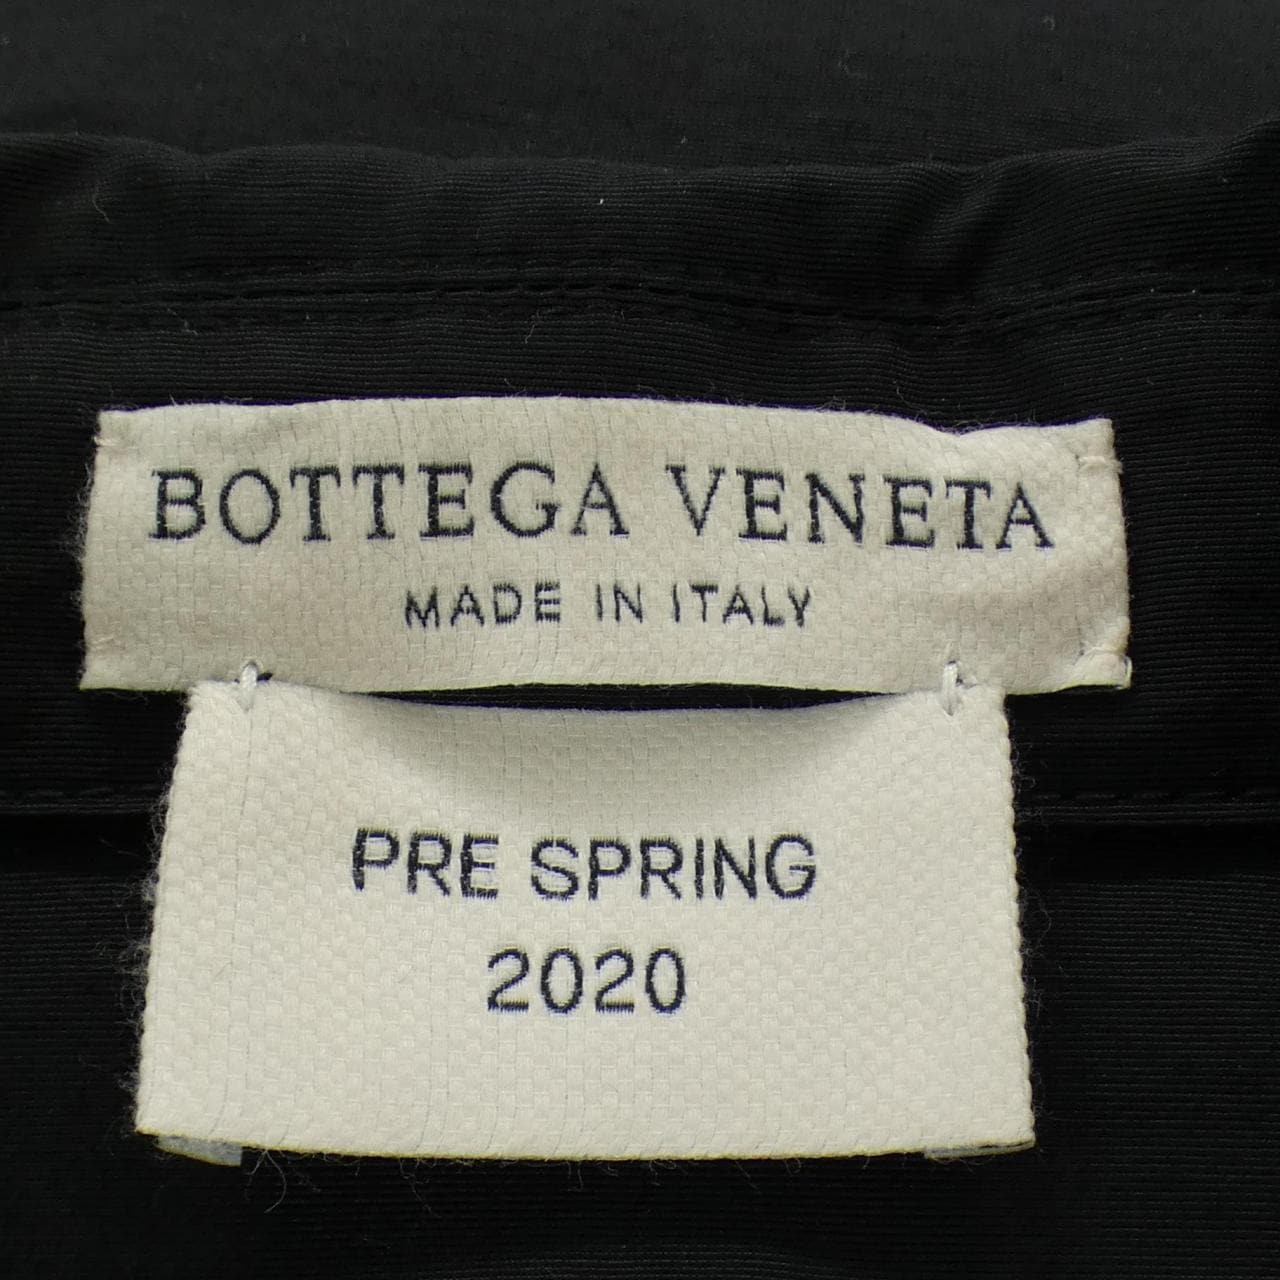 BOTTEGA VENETA
MADE IN ITALY
PRE SPRING
2020